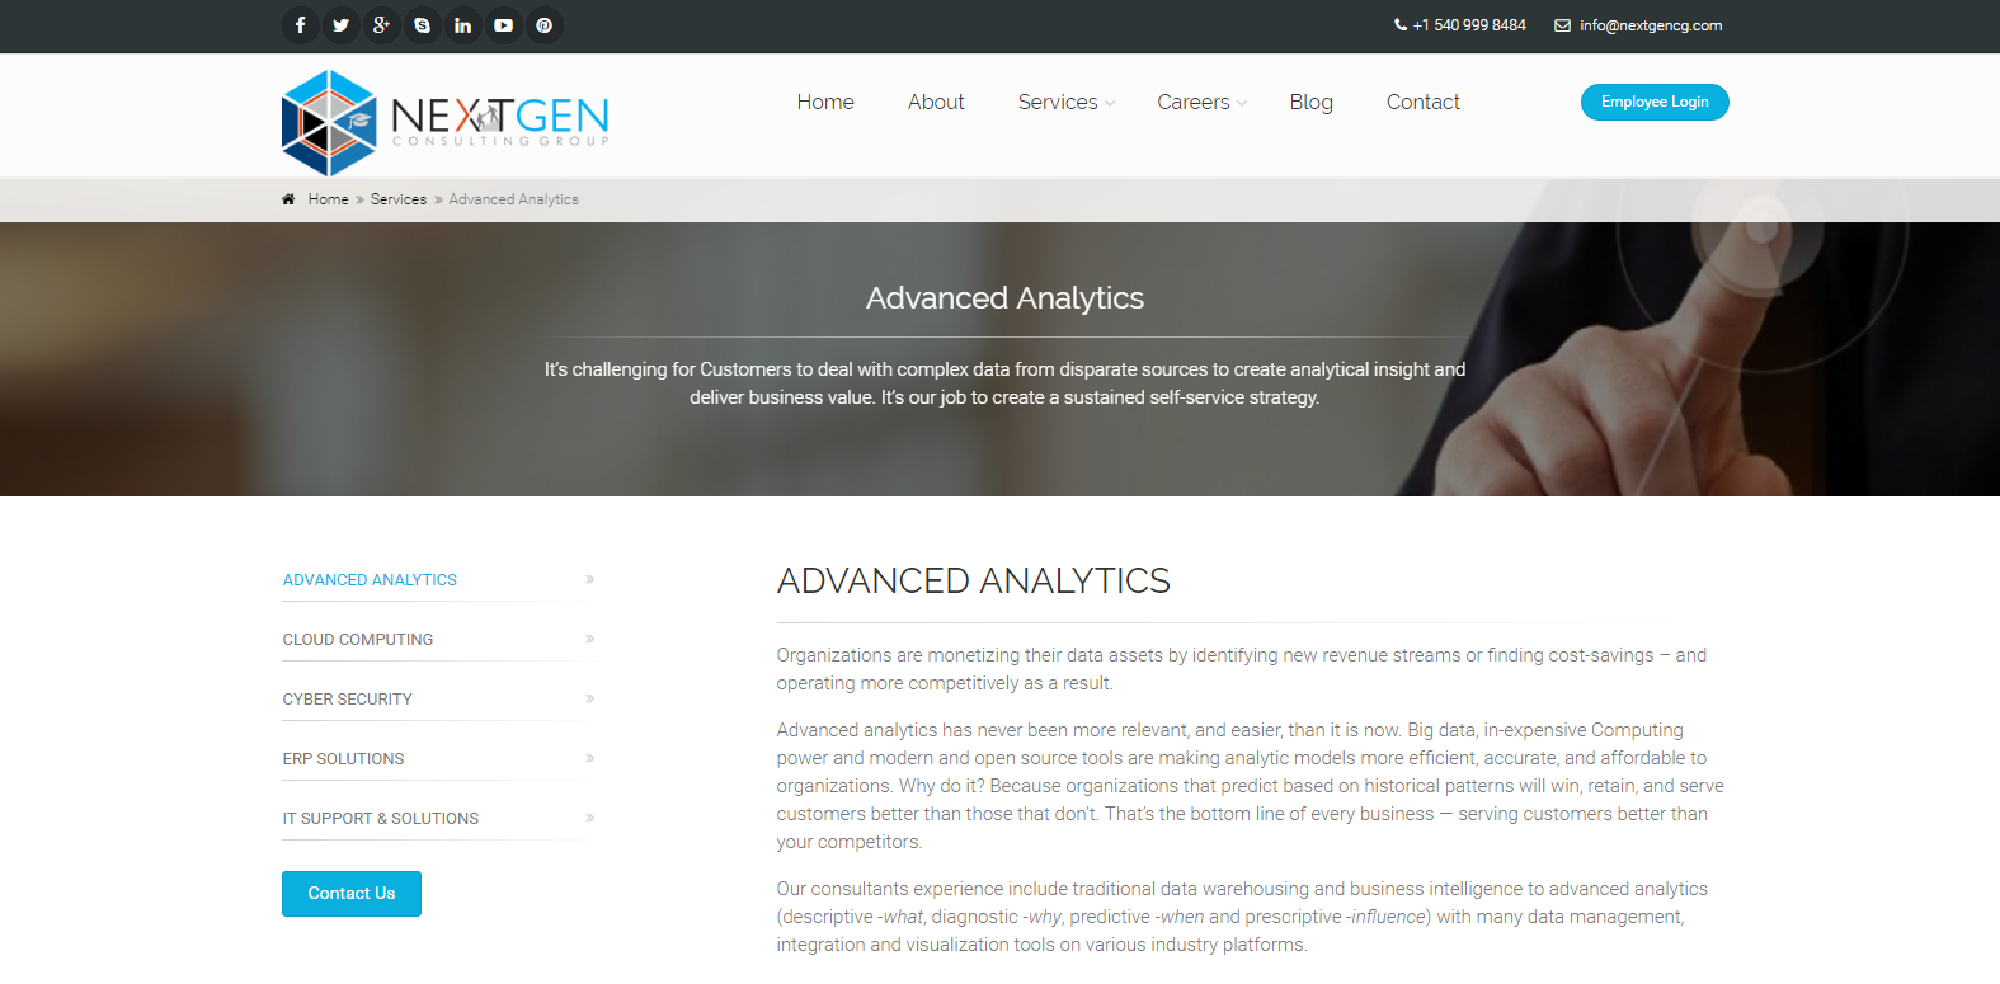 +1 540 999 8484 info@nextgencg.com
NEXTGEN
CONSULTING GROUP
Home About Services Careers Blog Contact Employee Login
Home » Services » Advanced Analytics
Advanced Analytics
It's challenging for Customers to deal with complex data from disparate sources to create analytical insight and
deliver business value. It's our job to create a sustained self-service strategy.
ADVANCED ANALYTICS
CLOUD COMPUTING
CYBER SECURITY
ERP SOLUTIONS
IT SUPPORT & SOLUTIONS
Contact Us
ADVANCED ANALYTICS
Organizations are monetizing their data assets by identifying new revenue streams or finding cost-savings – and
operating more competitively as a result.
Advanced analytics has never been more relevant, and easier, than it is now. Big data, in-expensive Computing
power and modern and open source tools are making analytic models more efficient, accurate, and affordable to
organizations. Why do it? Because organizations that predict based on historical patterns will win, retain, and serve
customers better than those that don't. That's the bottom line of every business — serving customers better than
your competitors.
Our consultants experience include traditional data warehousing and business intelligence to advanced analytics
(descriptive -what, diagnostic -why, predictive -when and prescriptive -influence) with many data management,
integration and visualization tools on various industry platforms.